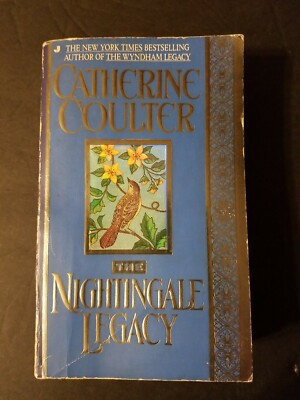 J THE NEW YORK TIMES BESTSELLING
AUTHOR OF THE WYNDHAM LEGACY
CATHERINE
COULTER
THE
NIGHTINGALE
LEGACY